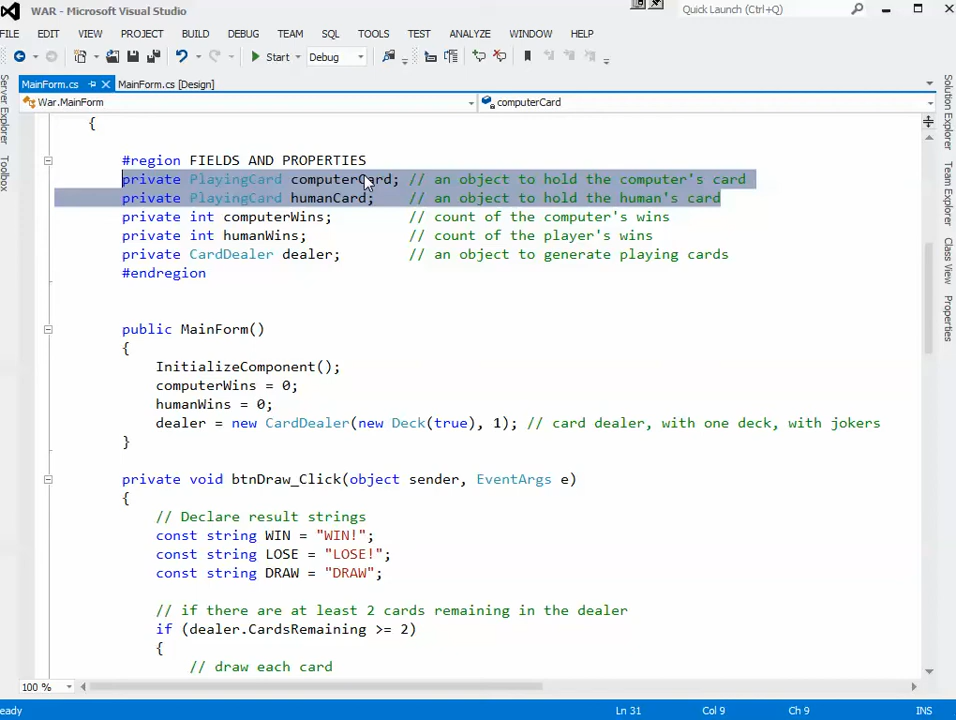 WAR - Microsoft Visual Studio
Quick Launch (Ctrl+Q)
FILE EDIT VIEW PROJECT BUILD DEBUG TEAM SQL TOOLS TEST ANALYZE WINDOW HELP
Start Debug
MainForm.cs MainForm.cs [Design]
War.MainForm computerCard
Server Explorer
Toolbox
{
#region FIELDS AND PROPERTIES
private PlayingCard computerCard; // an object to hold the computer's card
private PlayingCard humanCard; // an object to hold the human's card
private int computerWins; // count of the computer's wins
private int humanWins; // count of the player's wins
private CardDealer dealer; // an object to generate playing cards
#endregion
public MainForm()
{
InitializeComponent();
computerWins = 0;
humanWins = 0;
dealer = new CardDealer(new Deck(true), 1); // card dealer, with one deck, with jokers
}
private void btnDraw_Click(object sender, EventArgs e)
{
// Declare result strings
const string WIN = "WIN!";
const string LOSE = "LOSE!";
const string DRAW = "DRAW";
// if there are at least 2 cards remaining in the dealer
if (dealer.CardsRemaining >= 2)
{
// draw each card
Solution Explorer
Team Explorer
Class View
Properties
100 %
eady Ln 31 Col 9 Ch 9 INS